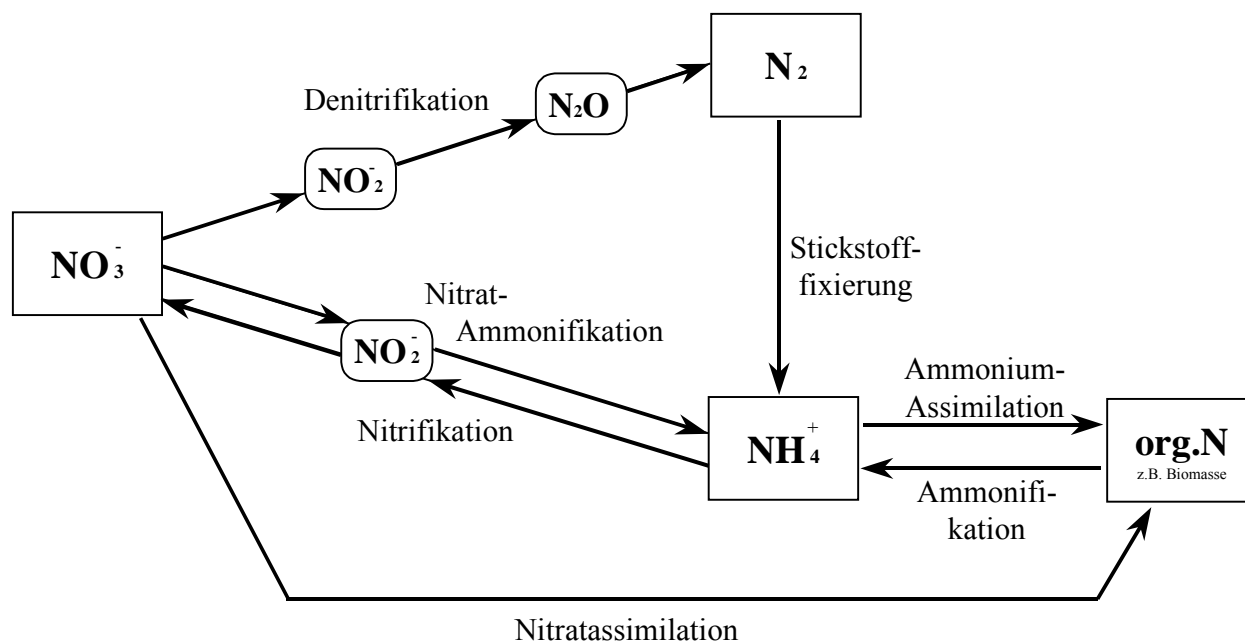 N₂
Denitrifikation
N₂O
NO₂⁻
Stickstoff-
fixierung
NO₃⁻
Nitrat-
Ammonifikation
NO₂⁻
Nitrifikation
Ammonium-
Assimilation
NH₄⁺
org.N
z.B. Biomasse
Ammonifi-
kation
Nitratassimilation